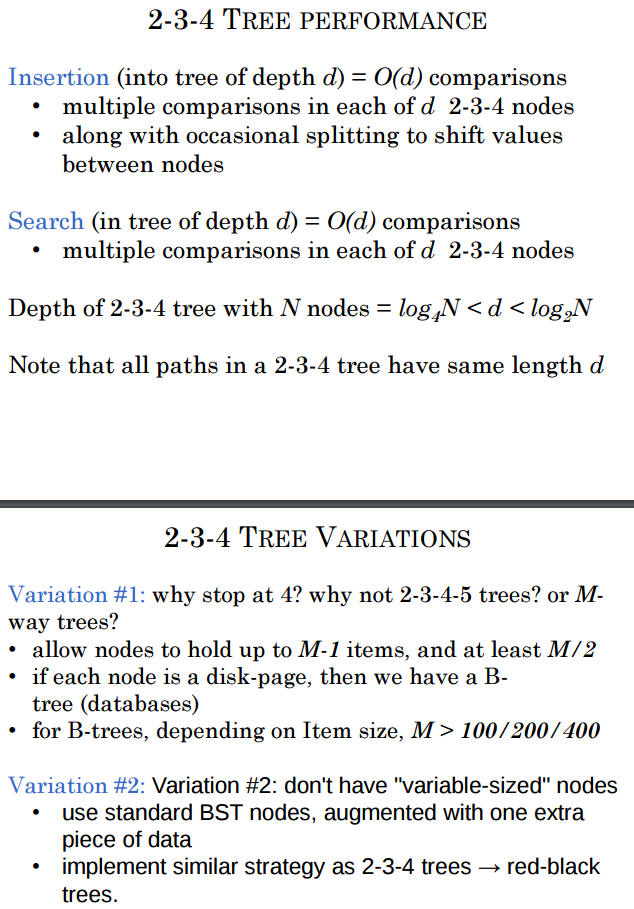 2-3-4 TREE PERFORMANCE
Insertion (into tree of depth d) = O(d) comparisons
• multiple comparisons in each of d 2-3-4 nodes
• along with occasional splitting to shift values
between nodes
Search (in tree of depth d) = O(d) comparisons
• multiple comparisons in each of d 2-3-4 nodes
Depth of 2-3-4 tree with N nodes = log₄N < d < log₂N
Note that all paths in a 2-3-4 tree have same length d
2-3-4 TREE VARIATIONS
Variation #1: why stop at 4? why not 2-3-4-5 trees? or M-
way trees?
• allow nodes to hold up to M-1 items, and at least M/2
• if each node is a disk-page, then we have a B-
tree (databases)
• for B-trees, depending on Item size, M > 100/200/400
Variation #2: Variation #2: don't have "variable-sized" nodes
• use standard BST nodes, augmented with one extra
piece of data
• implement similar strategy as 2-3-4 trees → red-black
trees.